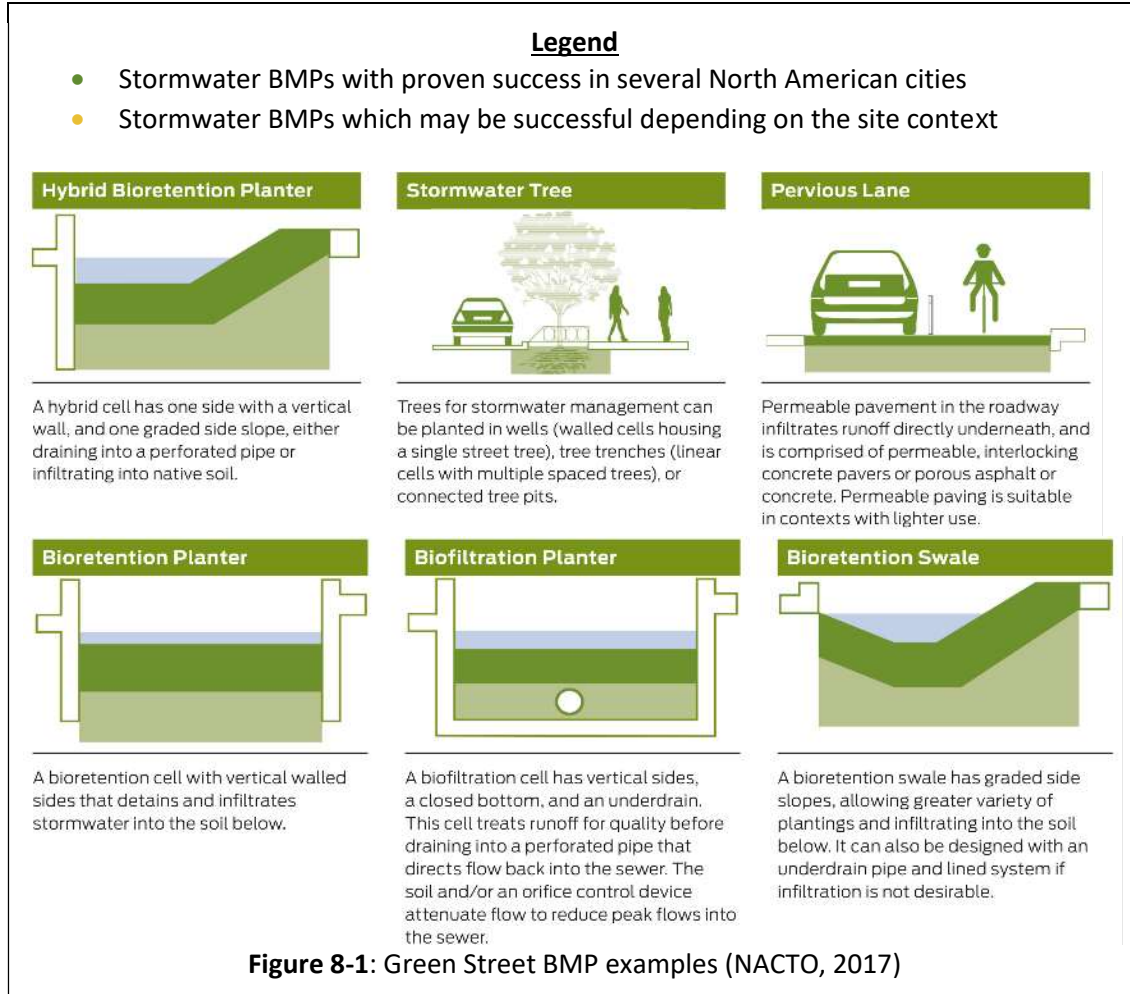 Legend
• Stormwater BMPs with proven success in several North American cities
• Stormwater BMPs which may be successful depending on the site context
Hybrid Bioretention Planter
A hybrid cell has one side with a vertical
wall, and one graded side slope, either
draining into a perforated pipe or
infiltrating into native soil.
Stormwater Tree
Trees for stormwater management can
be planted in wells (walled cells housing
a single street tree), tree trenches (linear
cells with multiple spaced trees), or
connected tree pits.
Pervious Lane
Permeable pavement in the roadway
infiltrates runoff directly underneath, and
is comprised of permeable, interlocking
concrete pavers or porous asphalt or
concrete. Permeable paving is suitable
in contexts with lighter use.
Bioretention Planter
A bioretention cell with vertical walled
sides that detains and infiltrates
stormwater into the soil below.
Biofiltration Planter
A biofiltration cell has vertical sides,
a closed bottom, and an underdrain.
This cell treats runoff for quality before
draining into a perforated pipe that
directs flow back into the sewer. The
soil and/or an orifice control device
attenuate flow to reduce peak flows into
the sewer.
Bioretention Swale
A bioretention swale has graded side
slopes, allowing greater variety of
plantings and infiltrating into the soil
below. It can also be designed with an
underdrain pipe and lined system if
infiltration is not desirable.
Figure 8-1: Green Street BMP examples (NACTO, 2017)